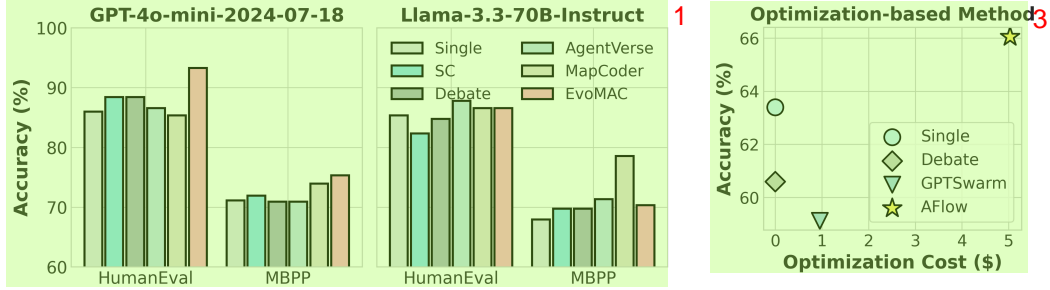 GPT-4o-mini-2024-07-18
Llama-3.3-70B-Instruct
1
Accuracy (%)
100
90
80
70
60
Single
SC
Debate
AgentVerse
MapCoder
EvoMAC
HumanEval
MBPP
HumanEval
MBPP
Optimization-based Method
3
Accuracy (%)
66
64
62
60
Single
Debate
GPTSwarm
AFlow
0 1 2 3 4 5
Optimization Cost ($)